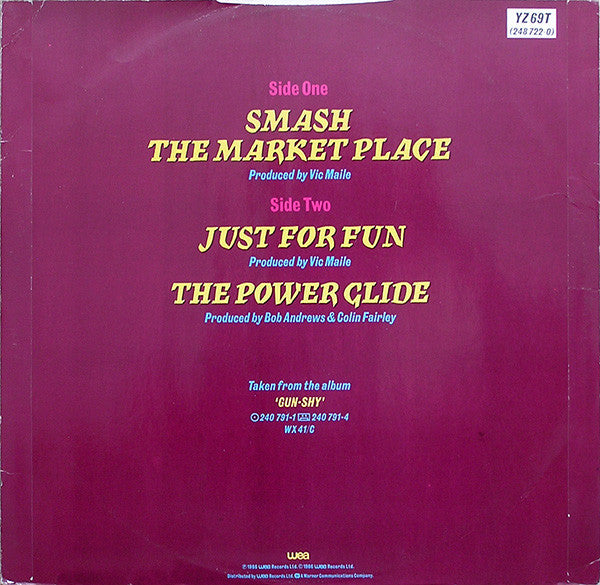 YZ69T
(248 722-0)
Side One
SMASH
THE MARKET PLACE
Produced by Vic Maile
Side Two
JUST FOR FUN
Produced by Vic Maile
THE POWER GLIDE
Produced by Bob Andrews & Colin Fairley
Taken from the album
'GUN-SHY'
240 791-1 240 791-4
WX 41/C
wea
℗ 1986 wea Records Ltd. © 1986 wea Records Ltd.
Distributed by wea Records Ltd. A Warner Communications Company.